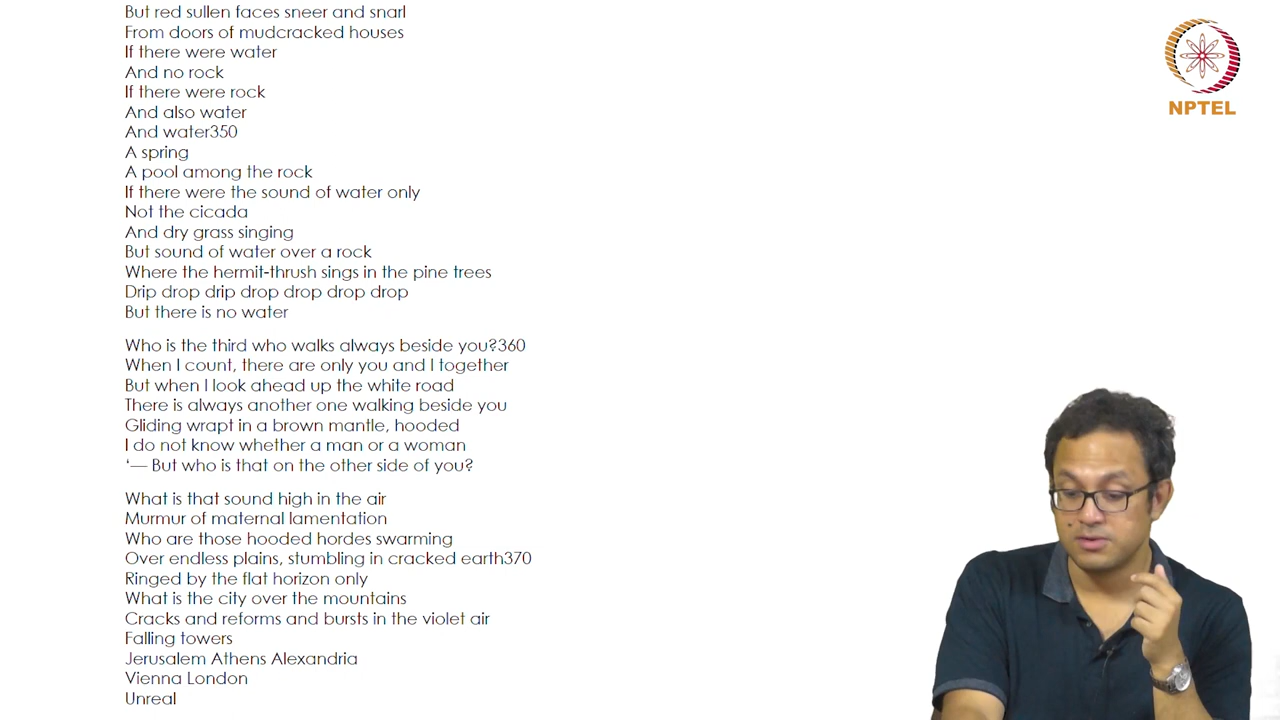 But red sullen faces sneer and snarl
From doors of mudcracked houses
If there were water
And no rock
If there were rock
And also water
And water350
A spring
A pool among the rock
If there were the sound of water only
Not the cicada
And dry grass singing
But sound of water over a rock
Where the hermit-thrush sings in the pine trees
Drip drop drip drop drop drop drop
But there is no water
Who is the third who walks always beside you?360
When I count, there are only you and I together
But when I look ahead up the white road
There is always another one walking beside you
Gliding wrapt in a brown mantle, hooded
I do not know whether a man or a woman
‘— But who is that on the other side of you?
What is that sound high in the air
Murmur of maternal lamentation
Who are those hooded hordes swarming
Over endless plains, stumbling in cracked earth370
Ringed by the flat horizon only
What is the city over the mountains
Cracks and reforms and bursts in the violet air
Falling towers
Jerusalem Athens Alexandria
Vienna London
Unreal
NPTEL